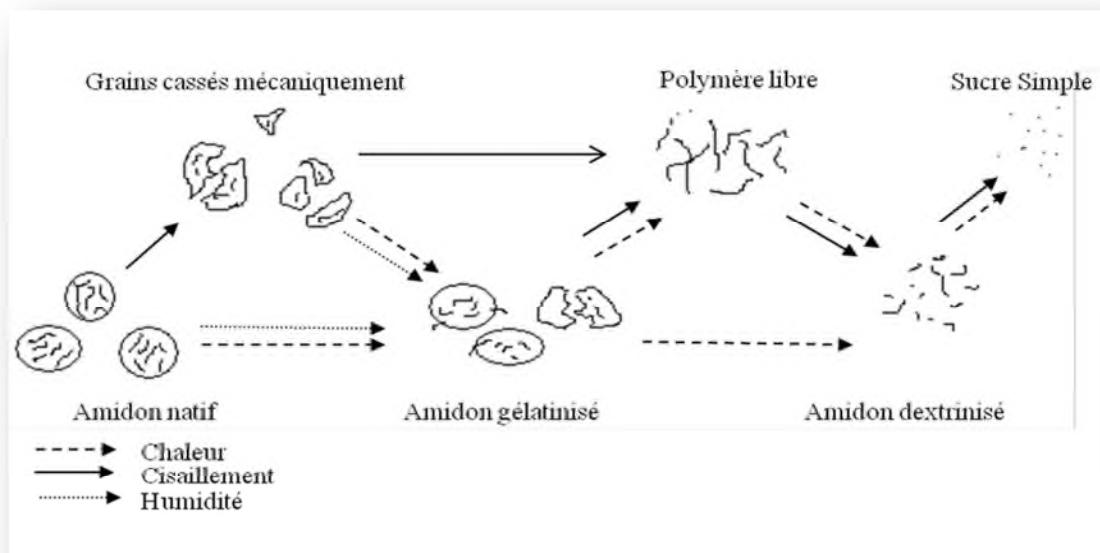 Grains cassés mécaniquement
Polymère libre
Sucre Simple
Amidon natif
Amidon gélatinisé
Amidon dextrinisé
Chaleur
Cisaillement
Humidité